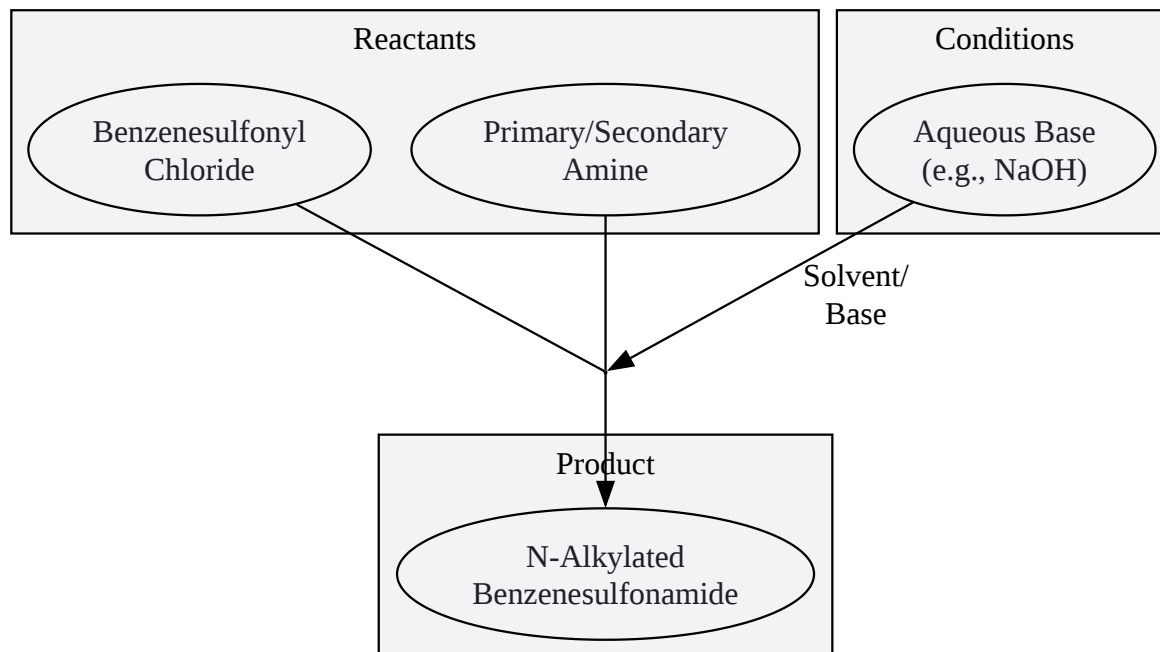 Reactants
Conditions
Benzenesulfonyl
Chloride
Primary/Secondary
Amine
Aqueous Base
(e.g., NaOH)
Solvent/
Base
Product
N-Alkylated
Benzenesulfonamide